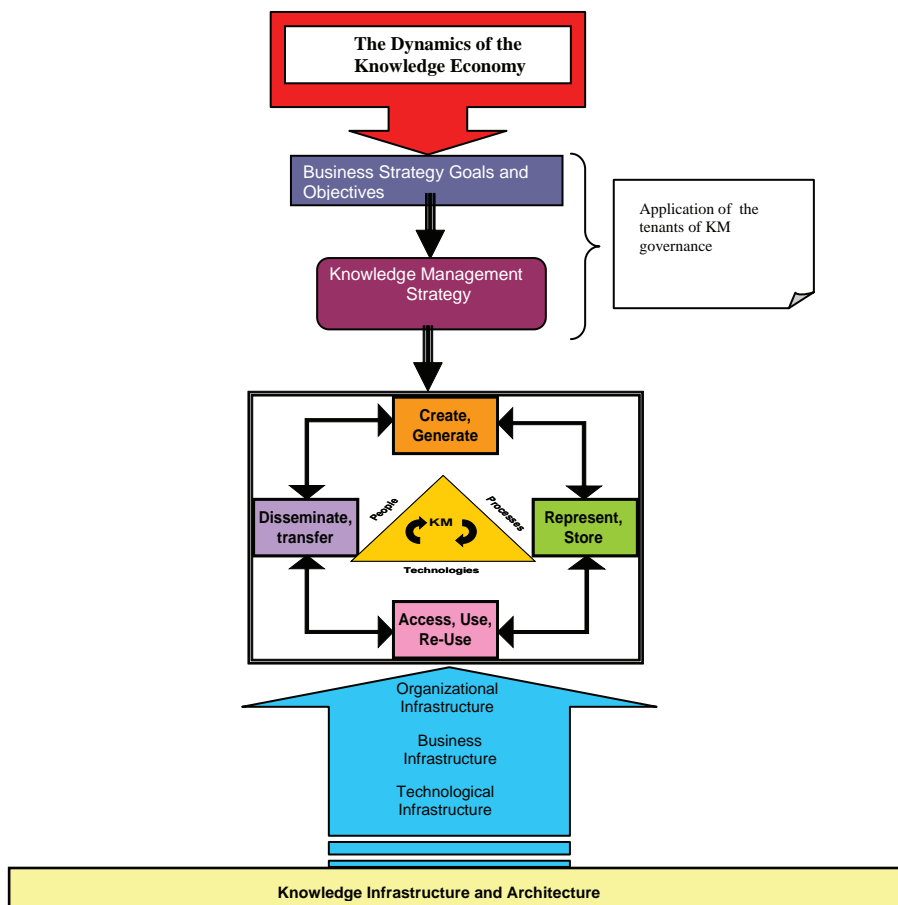 The Dynamics of the
Knowledge Economy
Business Strategy Goals and
Objectives
Application of the
tenants of KM
governance
Knowledge Management
Strategy
Create,
Generate
Disseminate,
transfer
People
KM
Processes
Technologies
Represent,
Store
Access, Use,
Re-Use
Organizational
Infrastructure
Business
Infrastructure
Technological
Infrastructure
Knowledge Infrastructure and Architecture